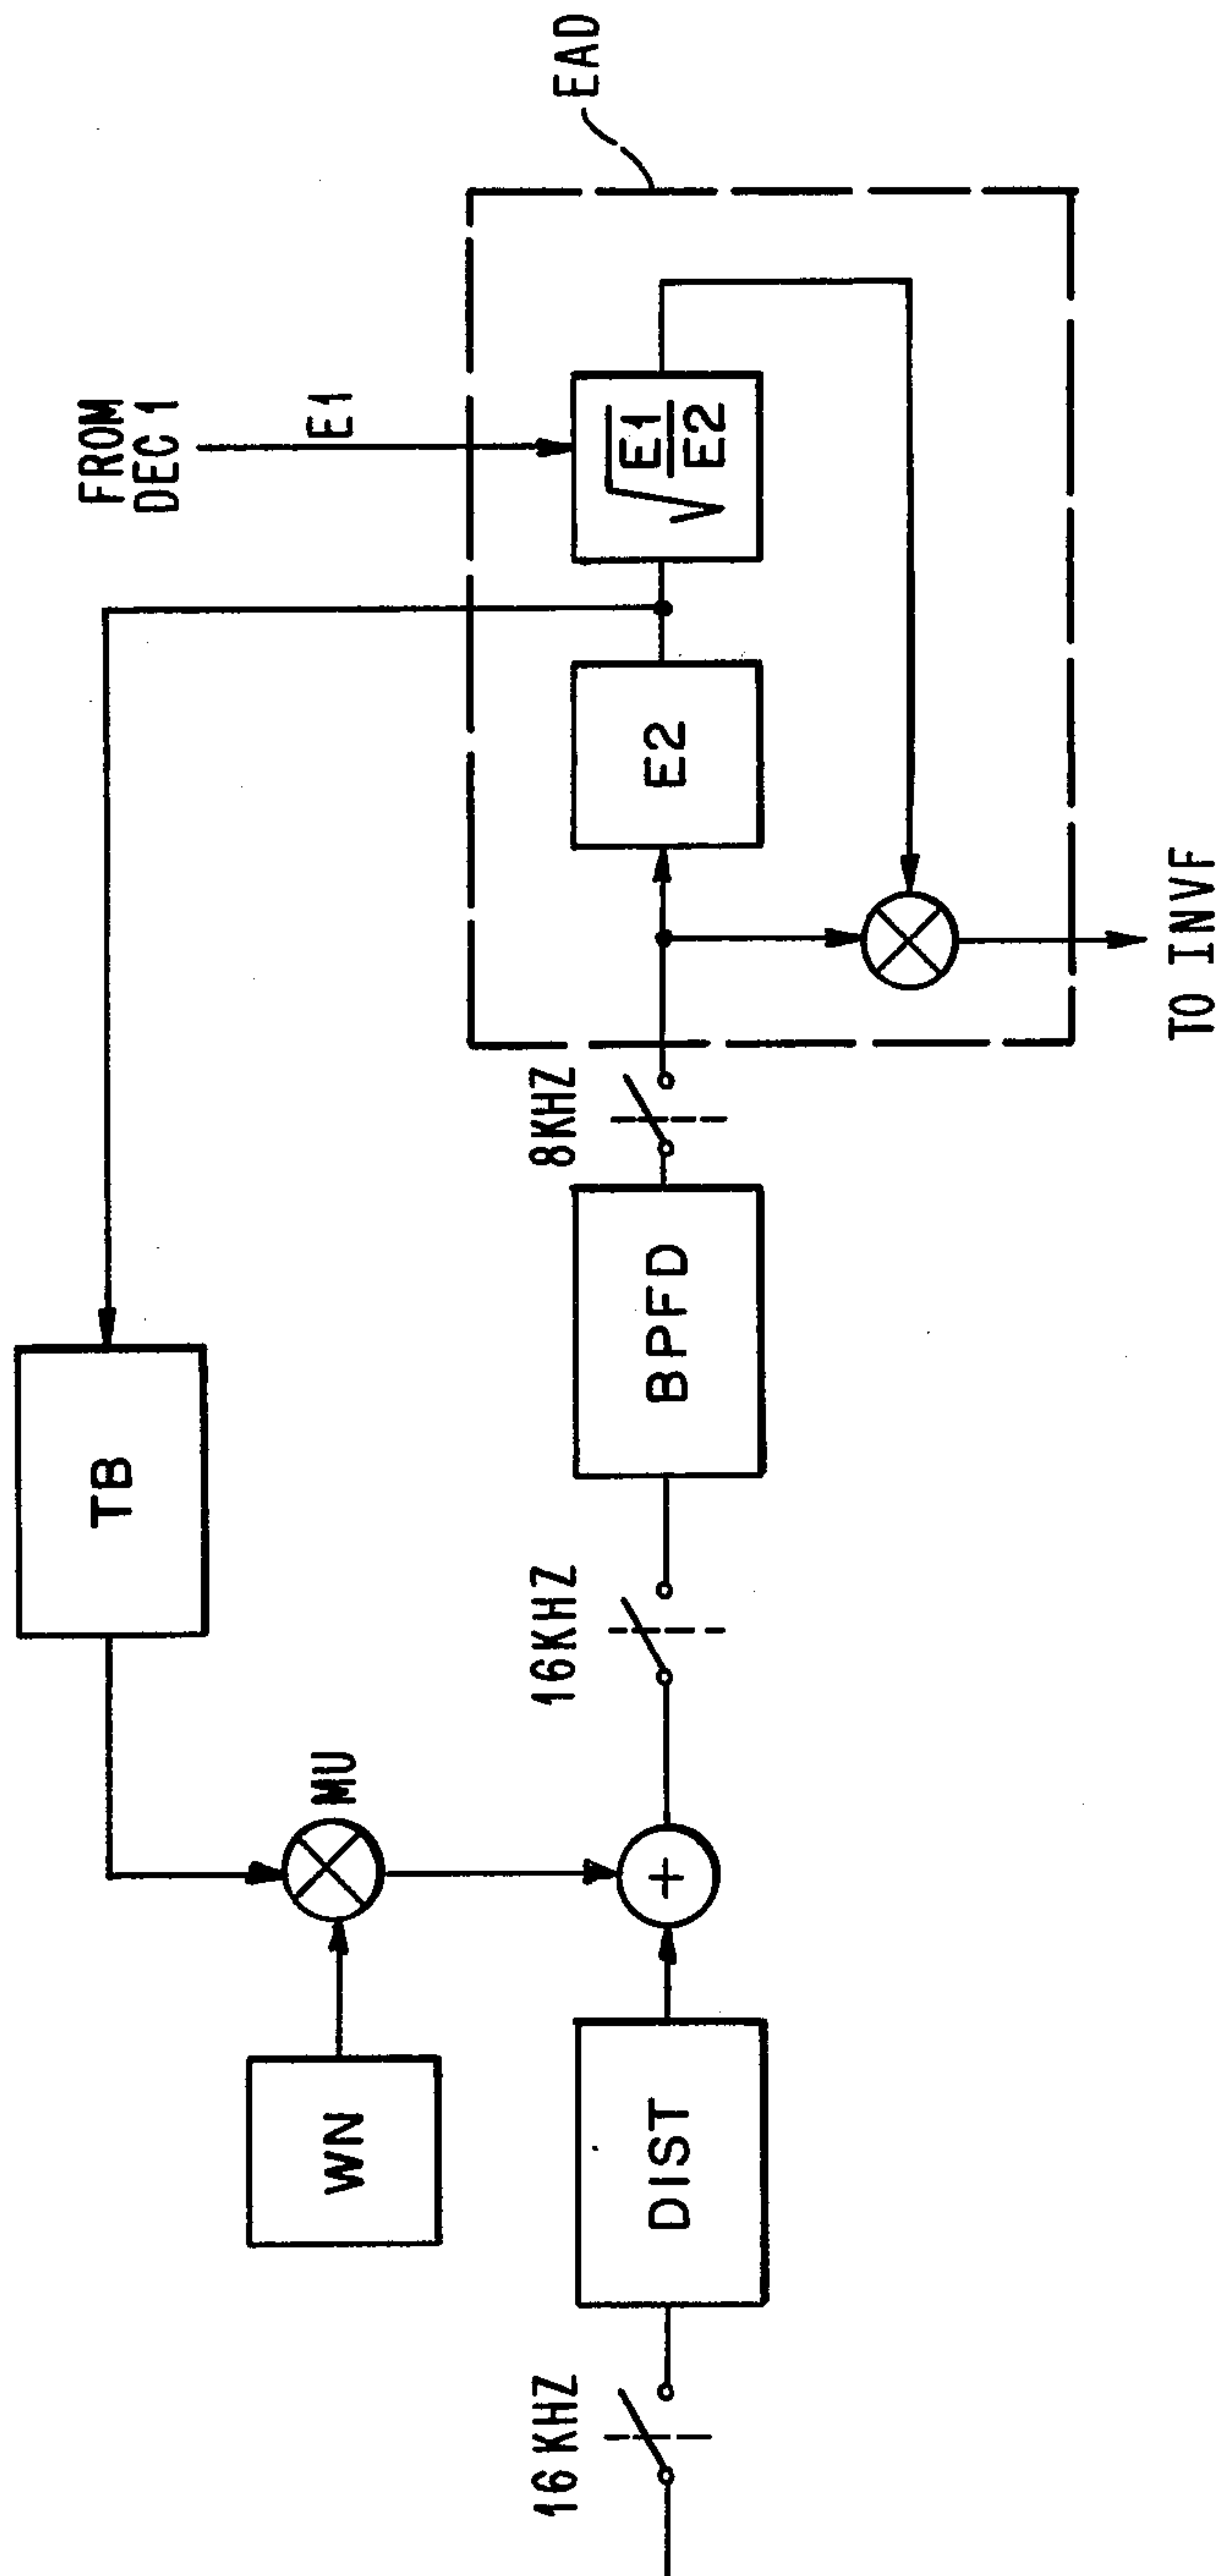 FROM
DEC 1
E1
EAD
TB
MU
WN
16 KHZ
DIST
+
16KHZ
BPFD
8KHZ
E2
√E1/E2
TO INVF